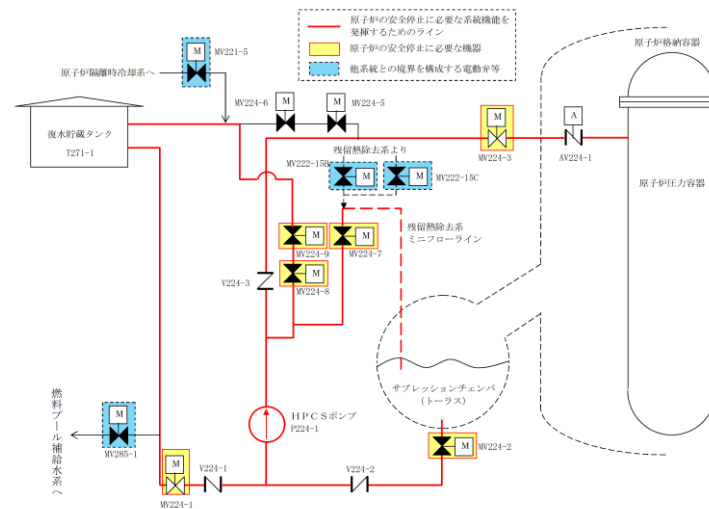 原子炉の安全停止に必要な系統機能を
発揮するためのライン
原子炉の安全停止に必要な機器
他系統との境界を構成する電動弁等
原子炉格納容器
M
MV221-5
原子炉隔離時冷却系へ
MV224-6
M
MV224-5
M
復水貯蔵タンク
T271-1
M
MV224-3
A
AV224-1
残留熱除去系より
MV222-15B
M
M
MV222-15C
原子炉圧力容器
残留熱除去系
ミニフローライン
M
MV224-9
M
MV224-7
V224-3
M
MV224-8
サプレッションチェンバ
(トーラス)
燃料プール補給水系へ
M
MV285-1
HPCSポンプ
P224-1
M
MV224-2
V224-1
V224-2
M
MV224-1